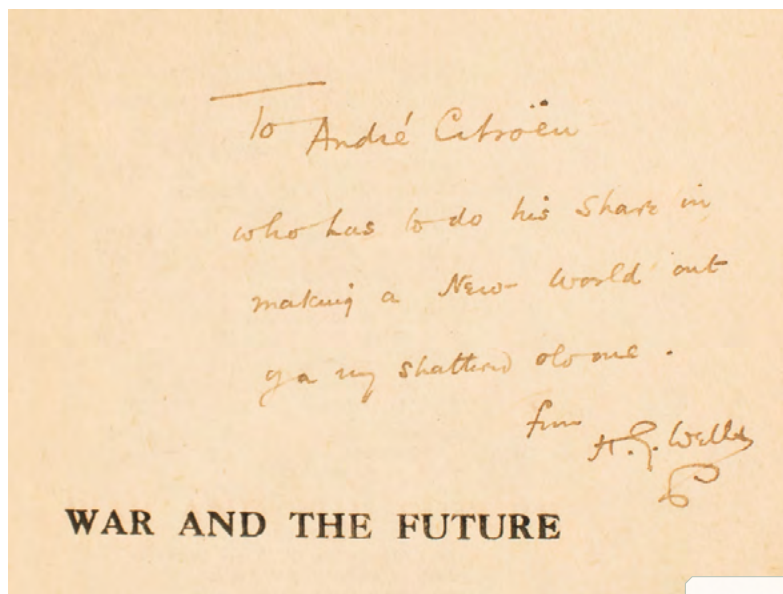 To André Citroën
who has to do his share in
making a New World out
of a shattered old one.
from H. G. Wells
WAR AND THE FUTURE